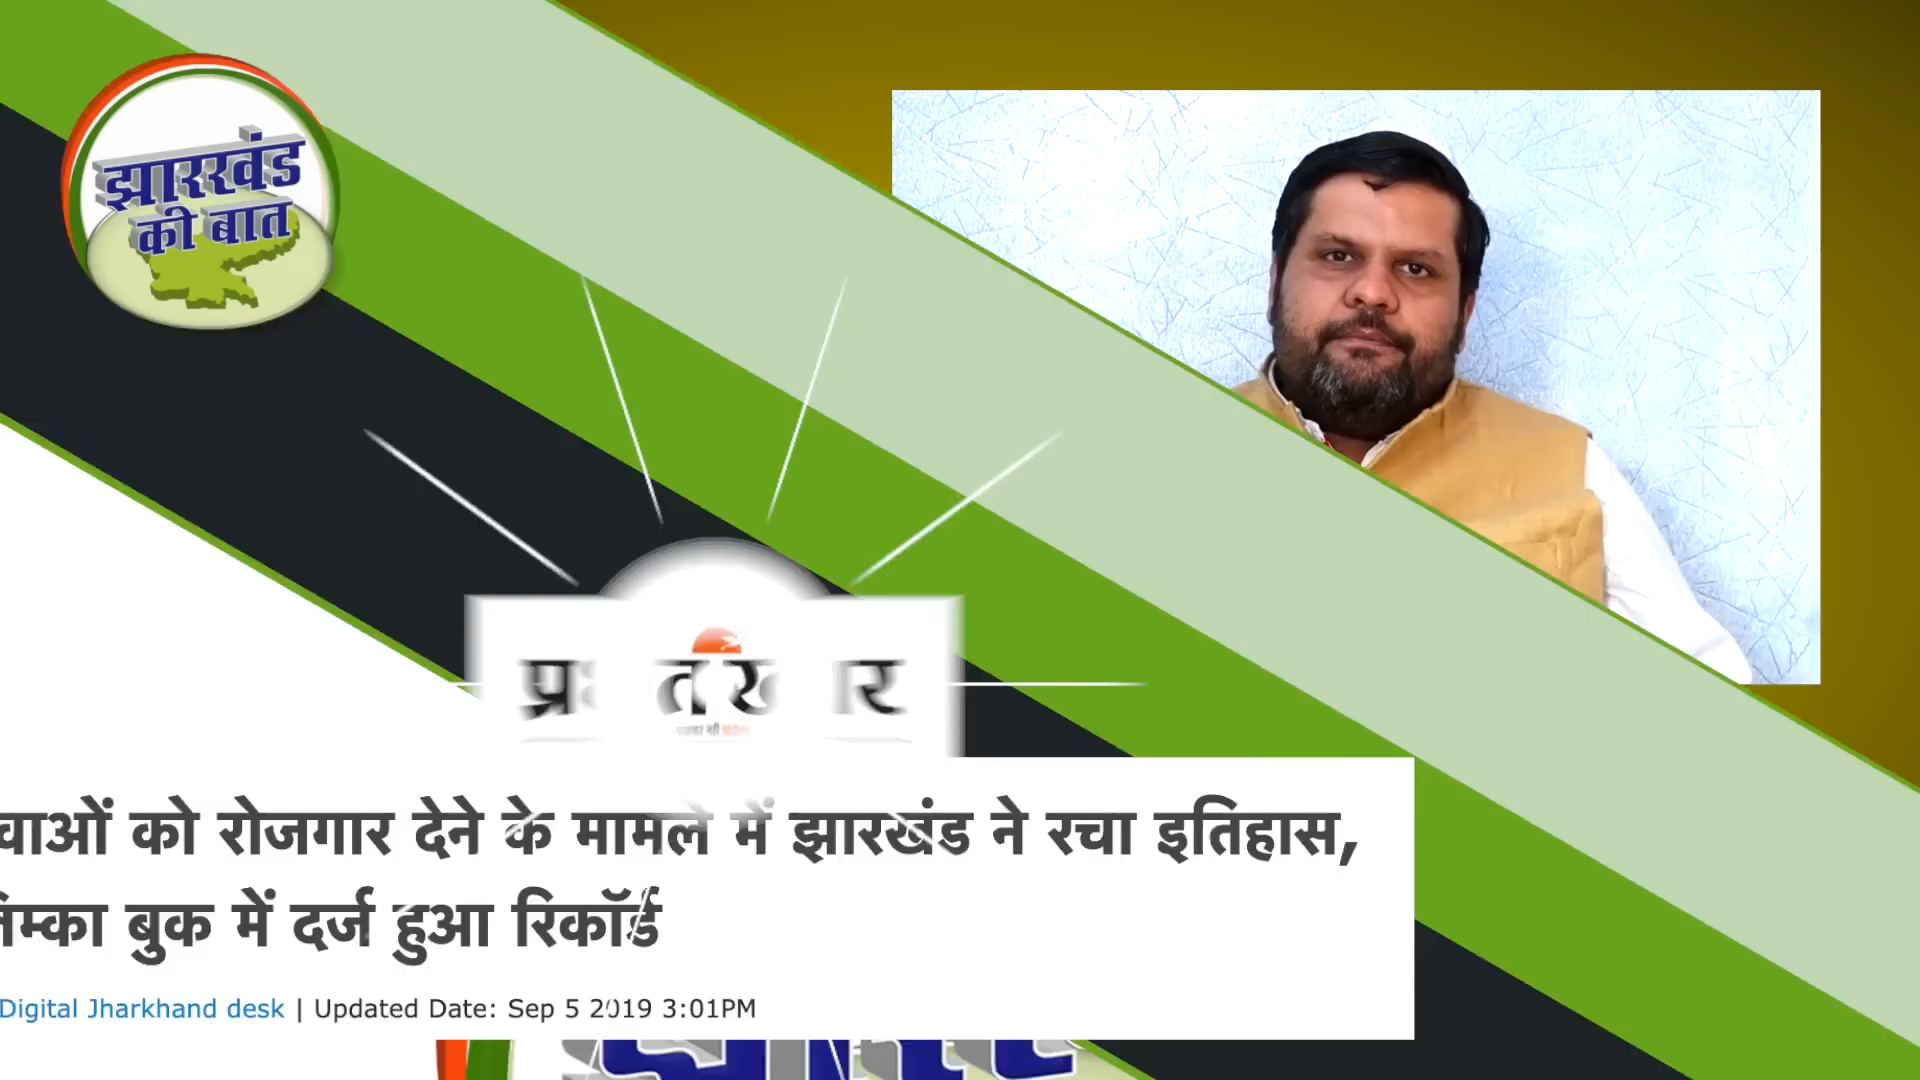 झारखंड
की बात
वाओं को रोजगार देने के मामले में झारखंड ने रचा इतिहास,
म्का बुक में दर्ज हुआ रिकॉर्ड
Digital Jharkhand desk | Updated Date: Sep 5 2019 3:01PM